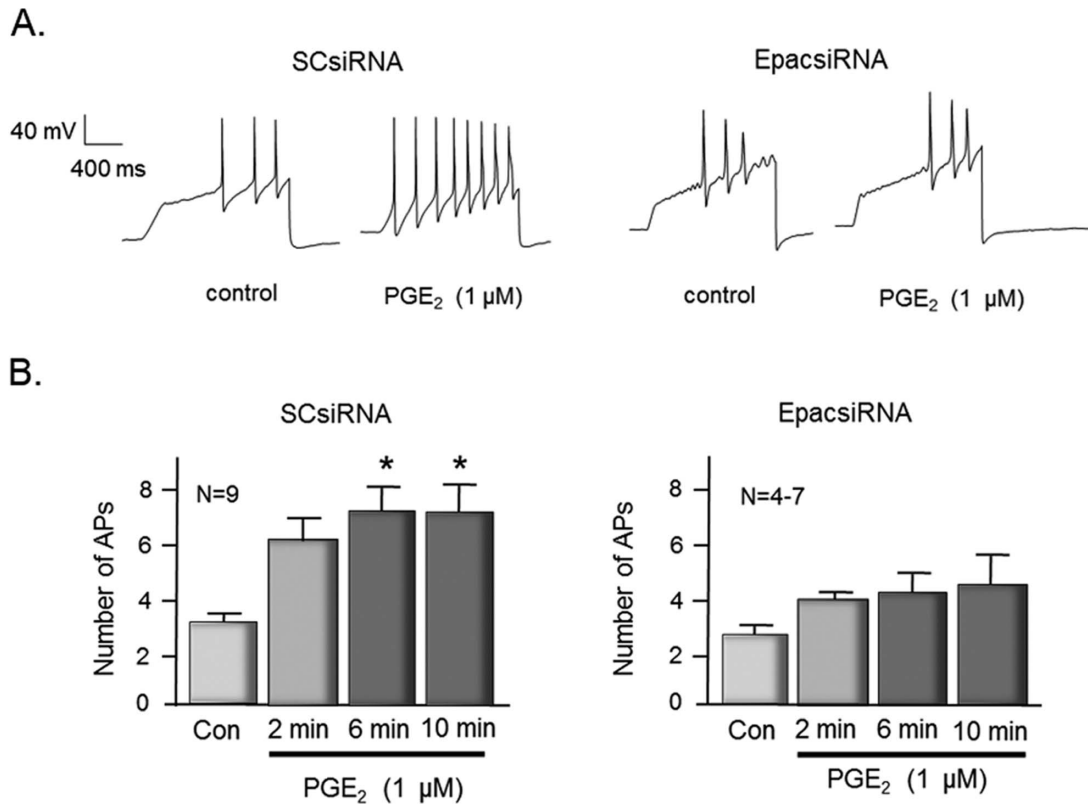 A.
SCsiRNA
EpacsiRNA
40 mV
400 ms
control
PGE₂ (1 µM)
control
PGE₂ (1 µM)
B.
SCsiRNA
EpacsiRNA
Number of APs
8
6
4
2
0
N=9
* *
Con
2 min
6 min
10 min
PGE₂ (1 µM)
Number of APs
8
6
4
2
0
N=4-7
Con
2 min
6 min
10 min
PGE₂ (1 µM)